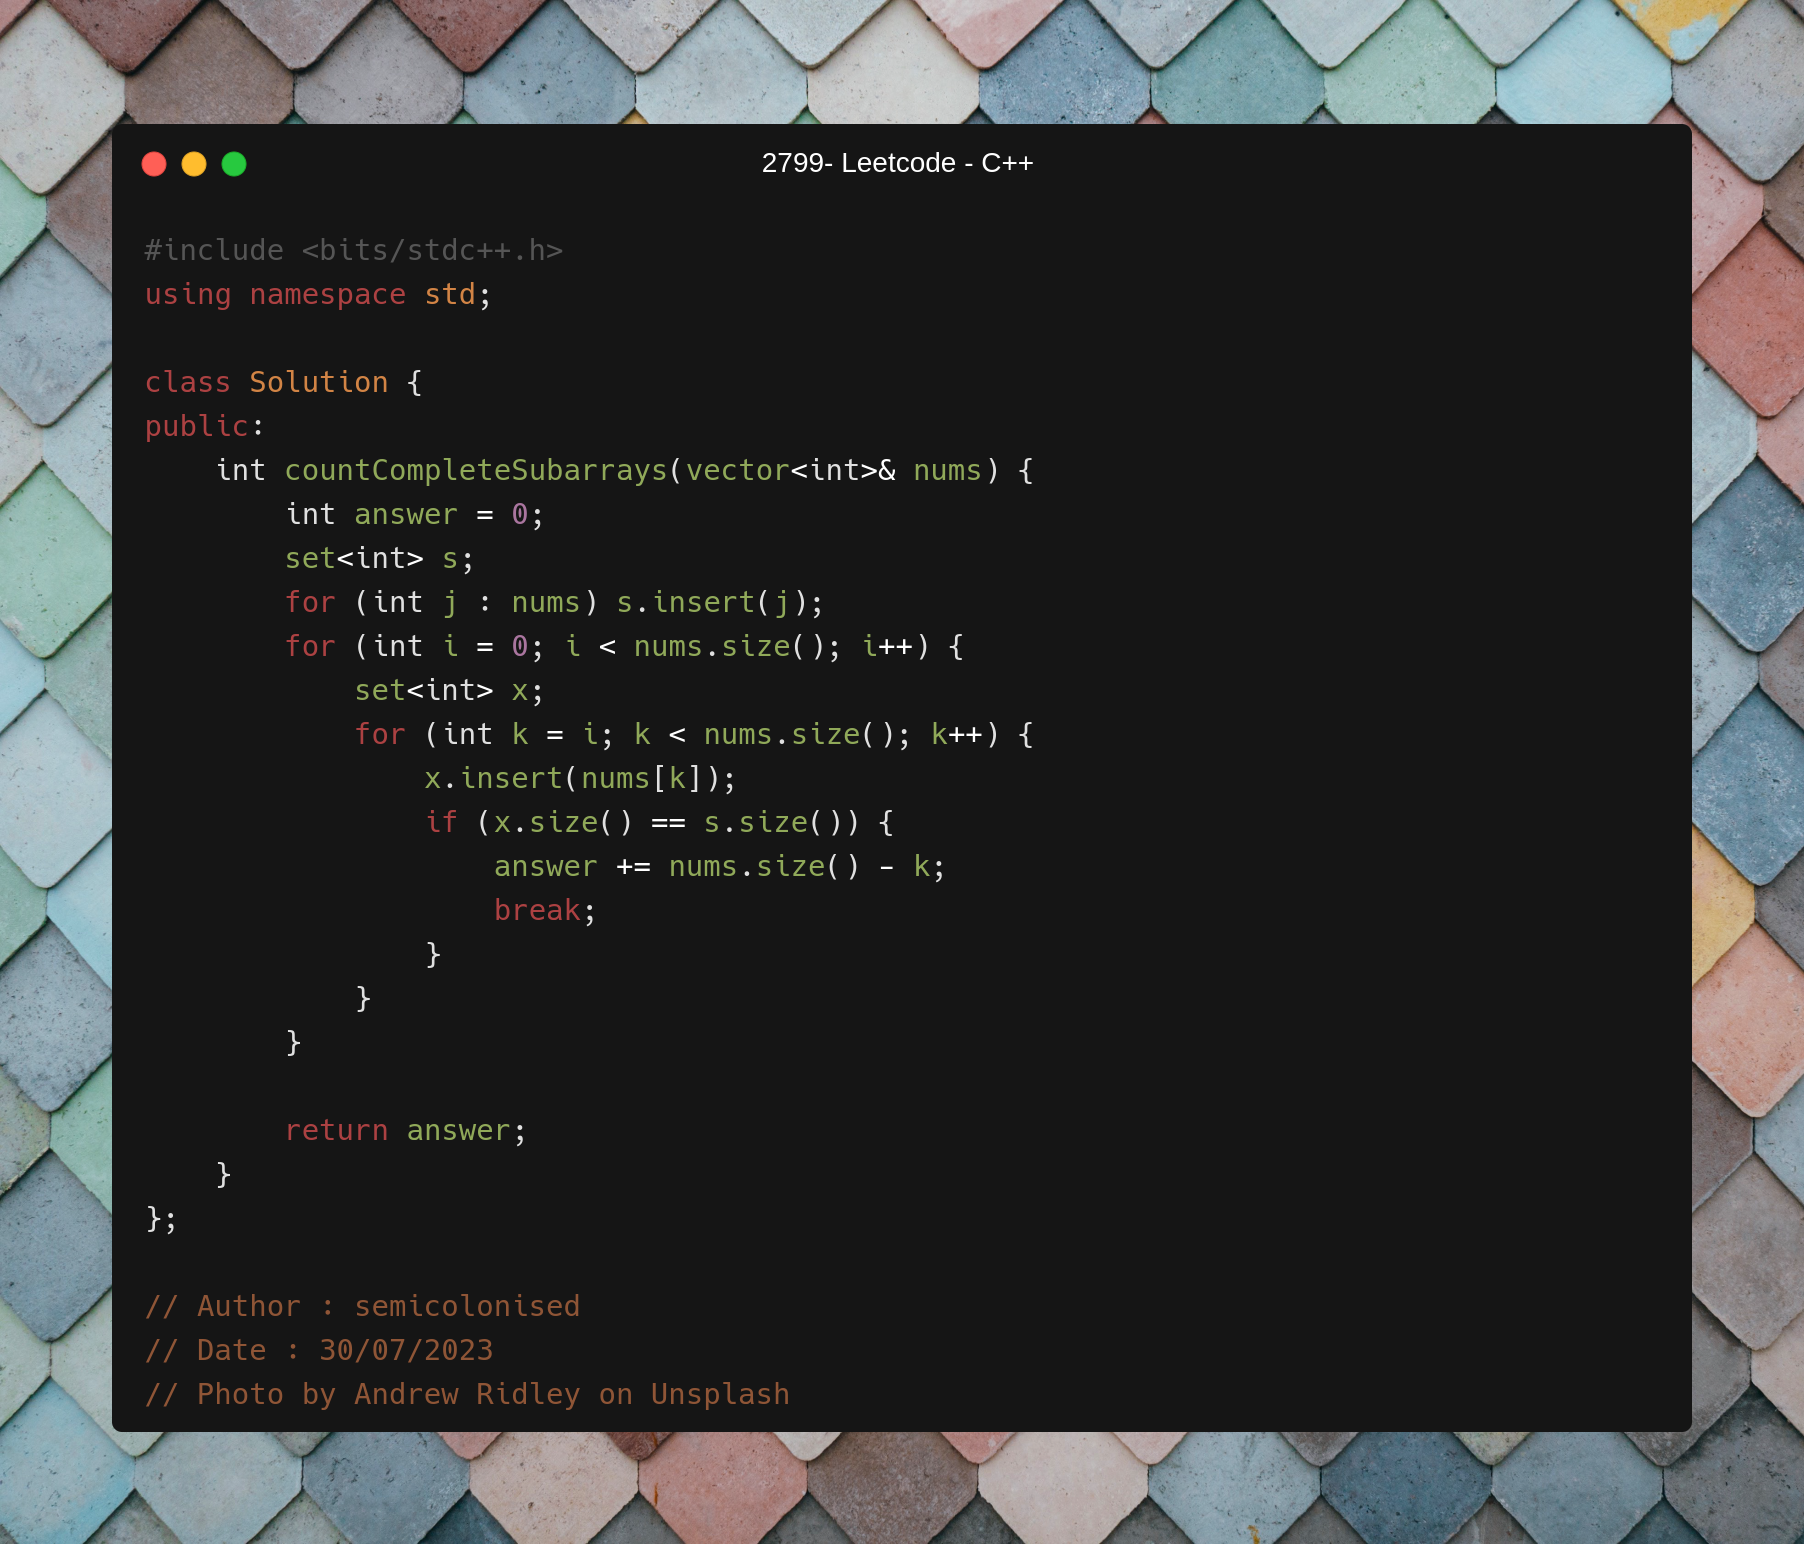 2799- Leetcode - C++
#include <bits/stdc++.h>
using namespace std;

class Solution {
public:
    int countCompleteSubarrays(vector<int>& nums) {
        int answer = 0;
        set<int> s;
        for (int j : nums) s.insert(j);
        for (int i = 0; i < nums.size(); i++) {
            set<int> x;
            for (int k = i; k < nums.size(); k++) {
                x.insert(nums[k]);
                if (x.size() == s.size()) {
                    answer += nums.size() - k;
                    break;
                }
            }
        }

        return answer;
    }
};

// Author : semicolonised
// Date : 30/07/2023
// Photo by Andrew Ridley on Unsplash